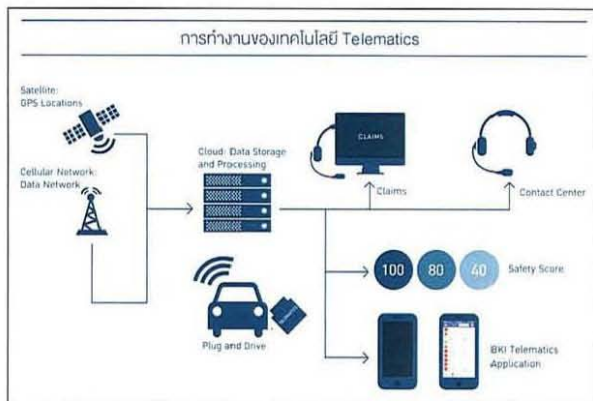 การทำงานของเทคโนโลยี Telematics
Satellite:
GPS Locations
Cellular Network:
Data Network
Cloud: Data Storage
and Processing
CLAIMS
Claims
Contact Center
100
80
40
Safety Score
Plug and Drive
BKI Telematics
Application